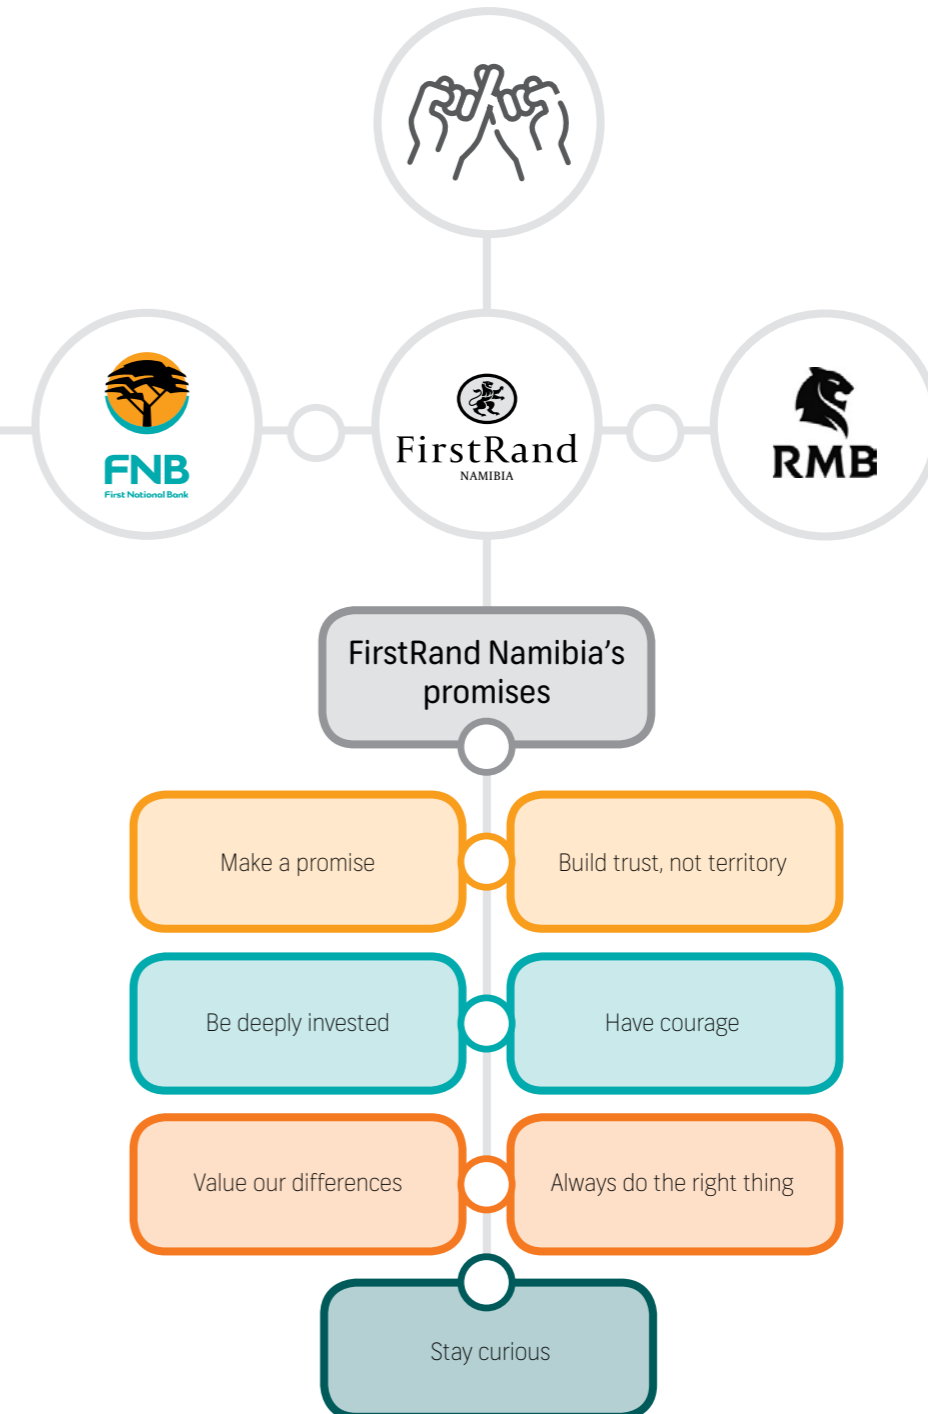 FNB
First National Bank
FirstRand
NAMIBIA
RMB
FirstRand Namibia’s
promises
Make a promise
Build trust, not territory
Be deeply invested
Have courage
Value our differences
Always do the right thing
Stay curious